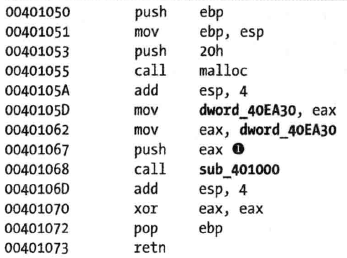 00401050 push ebp
00401051 mov ebp, esp
00401053 push 20h
00401055 call malloc
0040105A add esp, 4
0040105D mov dword_40EA30, eax
00401062 mov eax, dword_40EA30
00401067 push eax ❶
00401068 call sub_401000
0040106D add esp, 4
00401070 xor eax, eax
00401072 pop ebp
00401073 retn